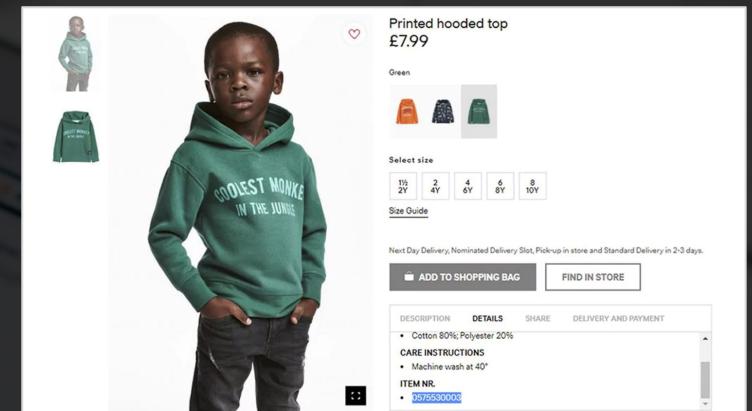 Printed hooded top
£7.99
Green
COOLEST MONKE
IN THE JUNGLE
Select size
1½ 2Y
2 4Y
4 6Y
6 8Y
8 10Y
Size Guide
Next Day Delivery, Nominated Delivery Slot, Pick-up in store and Standard Delivery in 2-3 days.
ADD TO SHOPPING BAG
FIND IN STORE
DESCRIPTION DETAILS SHARE DELIVERY AND PAYMENT
• Cotton 80%; Polyester 20%
CARE INSTRUCTIONS
• Machine wash at 40°
ITEM NR.
• 0575530003